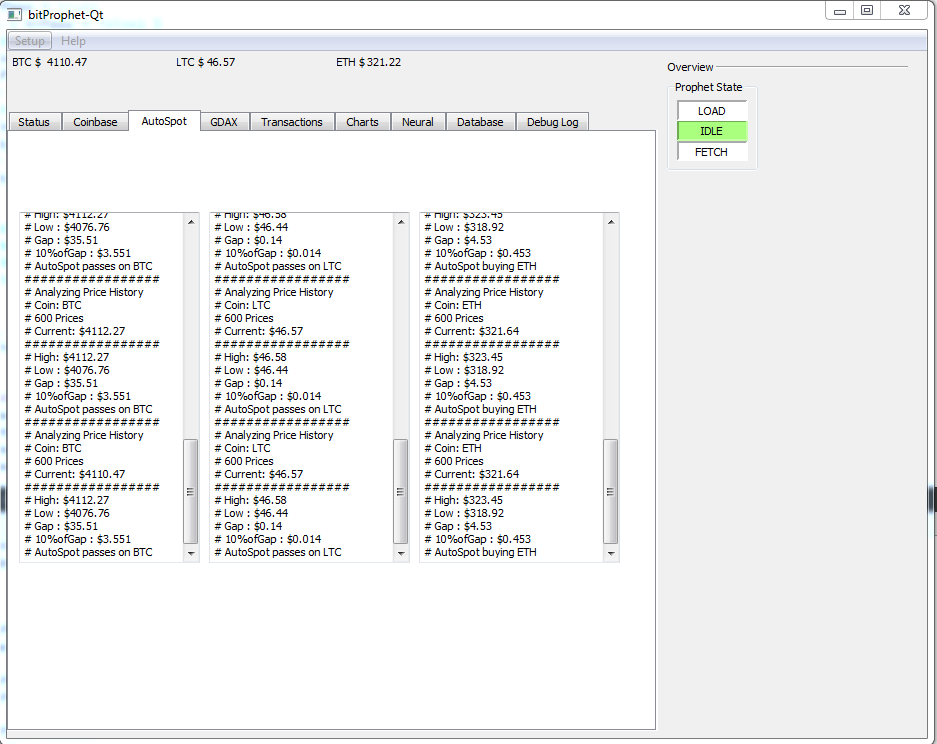 bitProphet-Qt
Setup Help
BTC $ 4110.47 LTC $ 46.57 ETH $ 321.22
Overview
Prophet State
LOAD
IDLE
FETCH
Status Coinbase AutoSpot GDAX Transactions Charts Neural Database Debug Log
# High: $4112.27
# Low : $4076.76
# Gap : $35.51
# 10%ofGap : $3.551
# AutoSpot passes on BTC
#################
# Analyzing Price History
# Coin: BTC
# 600 Prices
# Current: $4112.27
#################
# High: $4112.27
# Low : $4076.76
# Gap : $35.51
# 10%ofGap : $3.551
# AutoSpot passes on BTC
#################
# Analyzing Price History
# Coin: BTC
# 600 Prices
# Current: $4110.47
#################
# High: $4112.27
# Low : $4076.76
# Gap : $35.51
# 10%ofGap : $3.551
# AutoSpot passes on BTC
# High: $46.58
# Low : $46.44
# Gap : $0.14
# 10%ofGap : $0.014
# AutoSpot passes on LTC
#################
# Analyzing Price History
# Coin: LTC
# 600 Prices
# Current: $46.57
#################
# High: $46.58
# Low : $46.44
# Gap : $0.14
# 10%ofGap : $0.014
# AutoSpot passes on LTC
#################
# Analyzing Price History
# Coin: LTC
# 600 Prices
# Current: $46.57
#################
# High: $46.58
# Low : $46.44
# Gap : $0.14
# 10%ofGap : $0.014
# AutoSpot passes on LTC
# High: $323.45
# Low : $318.92
# Gap : $4.53
# 10%ofGap : $0.453
# AutoSpot buying ETH
#################
# Analyzing Price History
# Coin: ETH
# 600 Prices
# Current: $321.64
#################
# High: $323.45
# Low : $318.92
# Gap : $4.53
# 10%ofGap : $0.453
# AutoSpot buying ETH
#################
# Analyzing Price History
# Coin: ETH
# 600 Prices
# Current: $321.64
#################
# High: $323.45
# Low : $318.92
# Gap : $4.53
# 10%ofGap : $0.453
# AutoSpot buying ETH